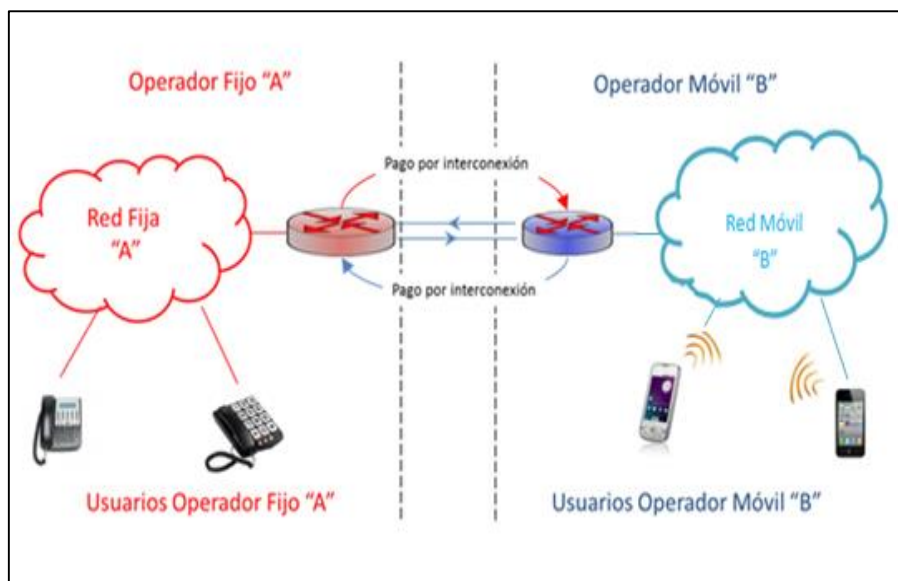 Operador Fijo "A"
Operador Móvil "B"
Pago por interconexión
Red Fija
"A"
Red Móvil
"B"
Pago por interconexión
Usuarios Operador Fijo "A"
Usuarios Operador Móvil "B"